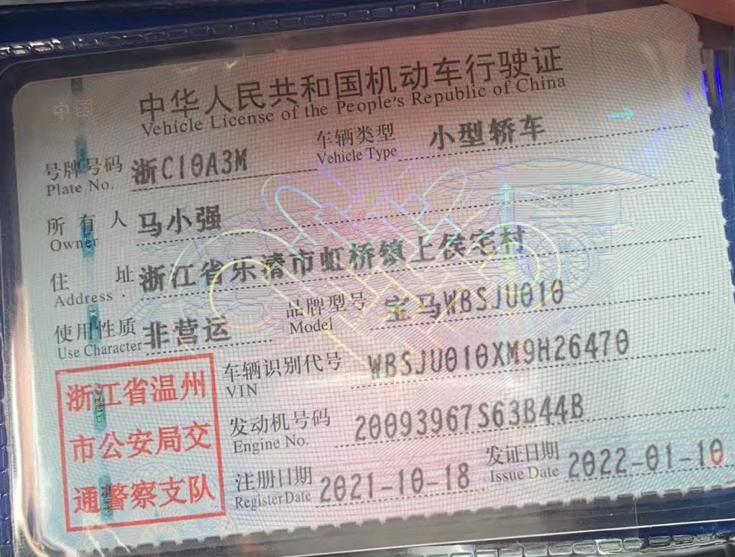 中华人民共和国机动车行驶证
Vehicle License of the People's Republic of China
号牌号码 浙C10A3M 车辆类型 小型轿车
Plate No. Vehicle Type
所有人 马小强
Owner
住址 浙江省乐清市虹桥镇上侯宅村
Address
使用性质 非营运 品牌型号 宝马WBSJU010
Use Character Model
浙江省温州
市公安局交
通警察支队
车辆识别代号 WBSJU010XM9H26470
VIN
发动机号码 20093967S63B44B
Engine No.
注册日期 2021-10-18 发证日期 2022-01-10
Register Date Issue Date